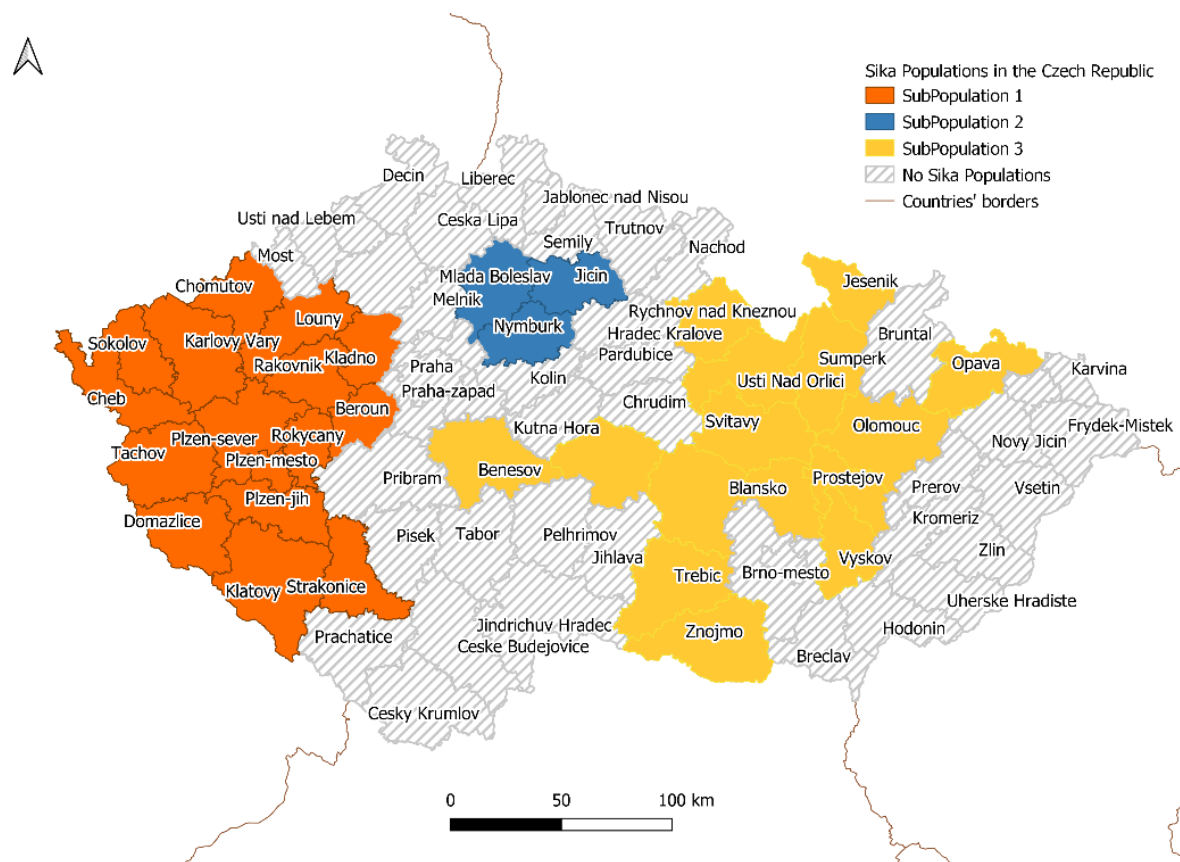 Sika Populations in the Czech Republic
SubPopulation 1
SubPopulation 2
SubPopulation 3
No Sika Populations
Countries' borders
Decin
Liberec
Jablonec nad Nisou
Usti nad Lebem
Ceska Lipa
Trutnov
Semily
Nachod
Most
Chomutov
Mlada Boleslav
Jicin
Jesenik
Melnik
Rychnov nad Kneznou
Louny
Nymburk
Hradec Kralove
Bruntal
Sokolov
Karlovy Vary
Kladno
Pardubice
Sumperk
Opava
Rakovnik
Praha
Karvina
Kolin
Usti Nad Orlici
Cheb
Praha-zapad
Beroun
Chrudim
Svitavy
Olomouc
Frydek-Mistek
Kutna Hora
Plzen-sever
Rokycany
Novy Jicin
Tachov
Plzen-mesto
Pribram
Benesov
Prostejov
Blansko
Prerov
Vsetin
Plzen-jih
Domazlice
Kromeriz
Pisek
Tabor
Pelhrimov
Jihlava
Vyskov
Zlin
Trebic
Brno-mesto
Klatovy
Strakonice
Uherske Hradiste
Jindrichuv Hradec
Hodonin
Prachatice
Znojmo
Ceske Budejovice
Breclav
Cesky Krumlov
0 50 100 km